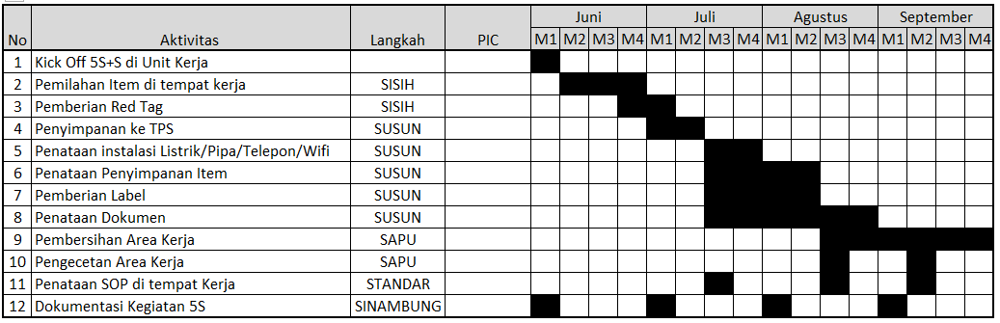 Juni Juli Agustus September
No Aktivitas Langkah PIC M1 M2 M3 M4 M1 M2 M3 M4 M1 M2 M3 M4 M1 M2 M3 M4
1 Kick Off 5S+S di Unit Kerja
2 Pemilahan Item di tempat kerja SISIH
3 Pemberian Red Tag SISIH
4 Penyimpanan ke TPS SUSUN
5 Penataan instalasi Listrik/Pipa/Telepon/Wifi SUSUN
6 Penataan Penyimpanan Item SUSUN
7 Pemberian Label SUSUN
8 Penataan Dokumen SUSUN
9 Pembersihan Area Kerja SAPU
10 Pengecetan Area Kerja SAPU
11 Penataan SOP di tempat Kerja STANDAR
12 Dokumentasi Kegiatan 5S SINAMBUNG